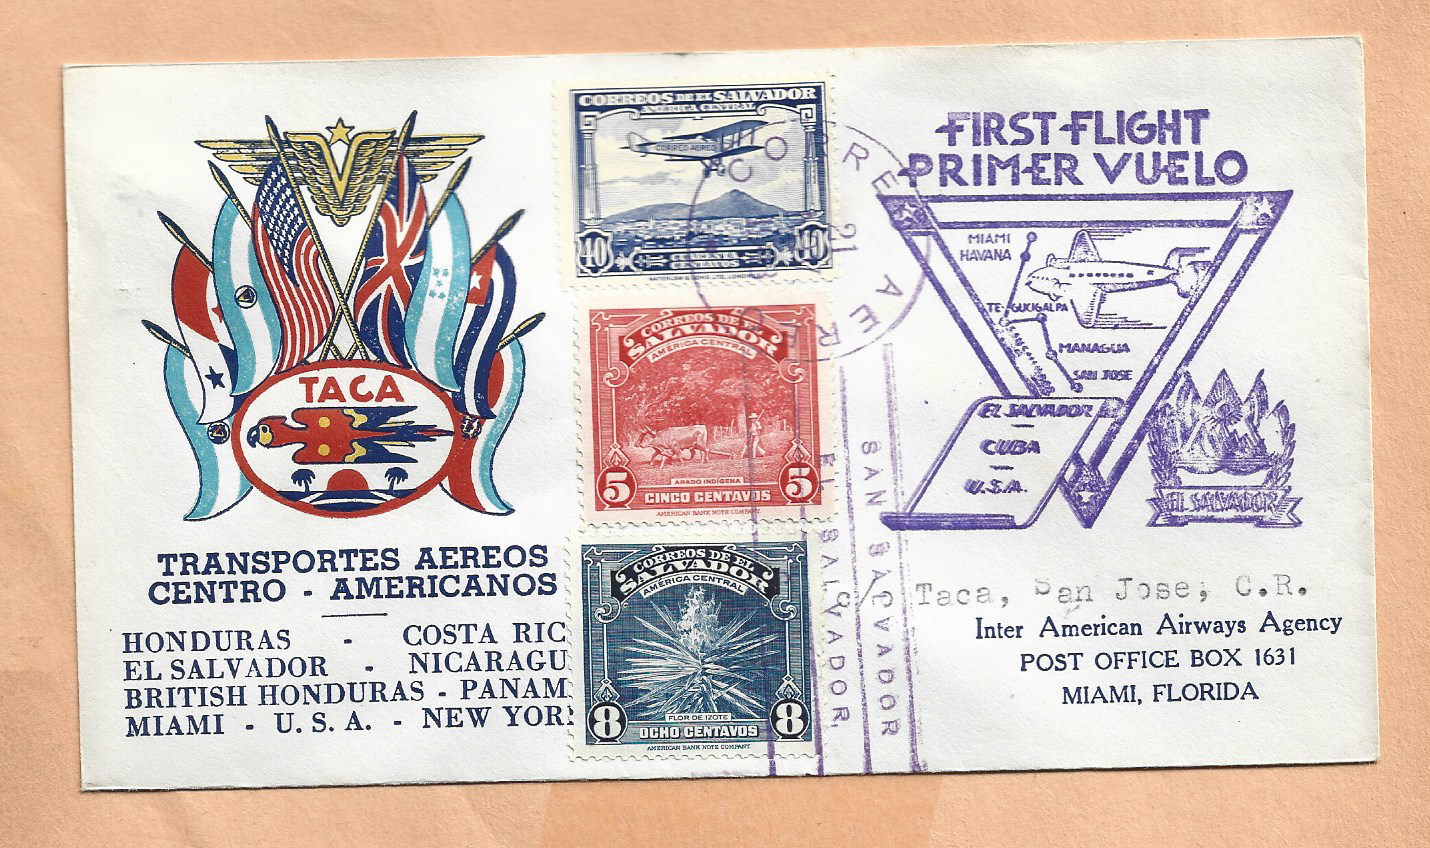 TACA
TRANSPORTES AEREOS
CENTRO - AMERICANOS
HONDURAS - COSTA RIC
EL SALVADOR - NICARAGU
BRITISH HONDURAS - PANAM
MIAMI - U. S. A. - NEW YOR
CORREOS DE EL SALVADOR
AMERICA CENTRAL
CORREO AEREO
40 40
CUARENTA
CENTAVOS
CORREOS DE EL
SALVADOR
AMERICA CENTRAL
ARADO INDIGENA
5 5
CINCO CENTAVOS
AMERICAN BANK NOTE COMPANY.
CORREOS DE EL
SALVADOR
AMERICA CENTRAL
FLOR DE IZOTE
8 8
OCHO CENTAVOS
AMERICAN BANK NOTE COMPANY.
CORREO AEREO
21
SAN SALVADOR
EL SALVADOR,
FIRST FLIGHT
PRIMER VUELO
MIAMI
HAVANA
TEGUCIGALPA
MANAGUA
SAN JOSE
EL SALVADOR
CUBA
U.S.A.
EL SALVADOR
c/ Taca, San Jose, C.R.
Inter American Airways Agency
POST OFFICE BOX 1631
MIAMI, FLORIDA